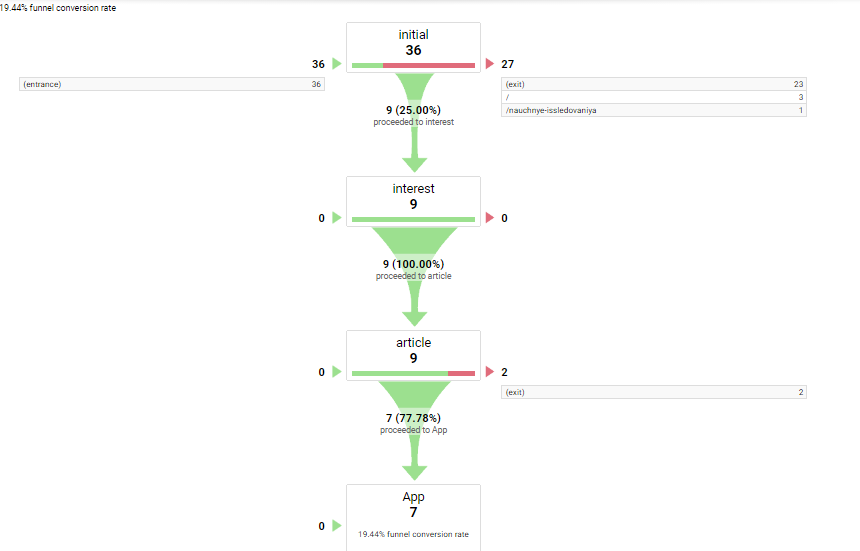 19.44% funnel conversion rate
initial
36
36
27
(entrance) 36
(exit) 23
/ 3
/nauchnye-issledovaniya 1
9 (25.00%)
proceeded to interest
interest
9
0
0
9 (100.00%)
proceeded to article
article
9
0
2
(exit) 2
7 (77.78%)
proceeded to App
App
7
0
19.44% funnel conversion rate